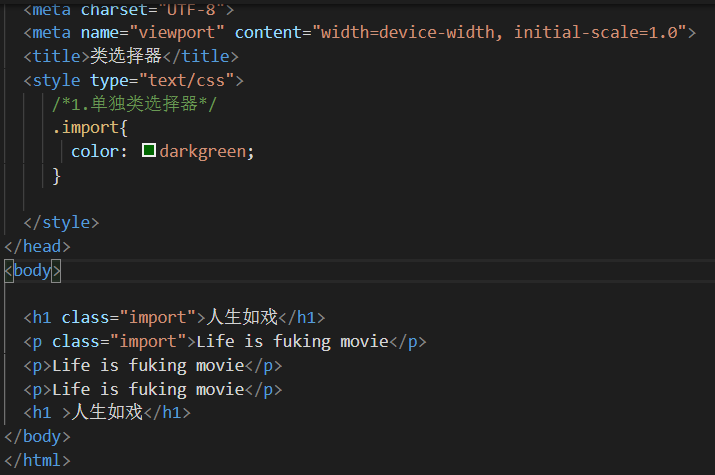 <meta charset="UTF-8">
<meta name="viewport" content="width=device-width, initial-scale=1.0">
<title>类选择器</title>
<style type="text/css">
/*1.单独类选择器*/
.import{
color: darkgreen;
}
</style>
</head>
<body>
<h1 class="import">人生如戏</h1>
<p class="import">Life is fuking movie</p>
<p>Life is fuking movie</p>
<p>Life is fuking movie</p>
<h1 >人生如戏</h1>
</body>
</html>